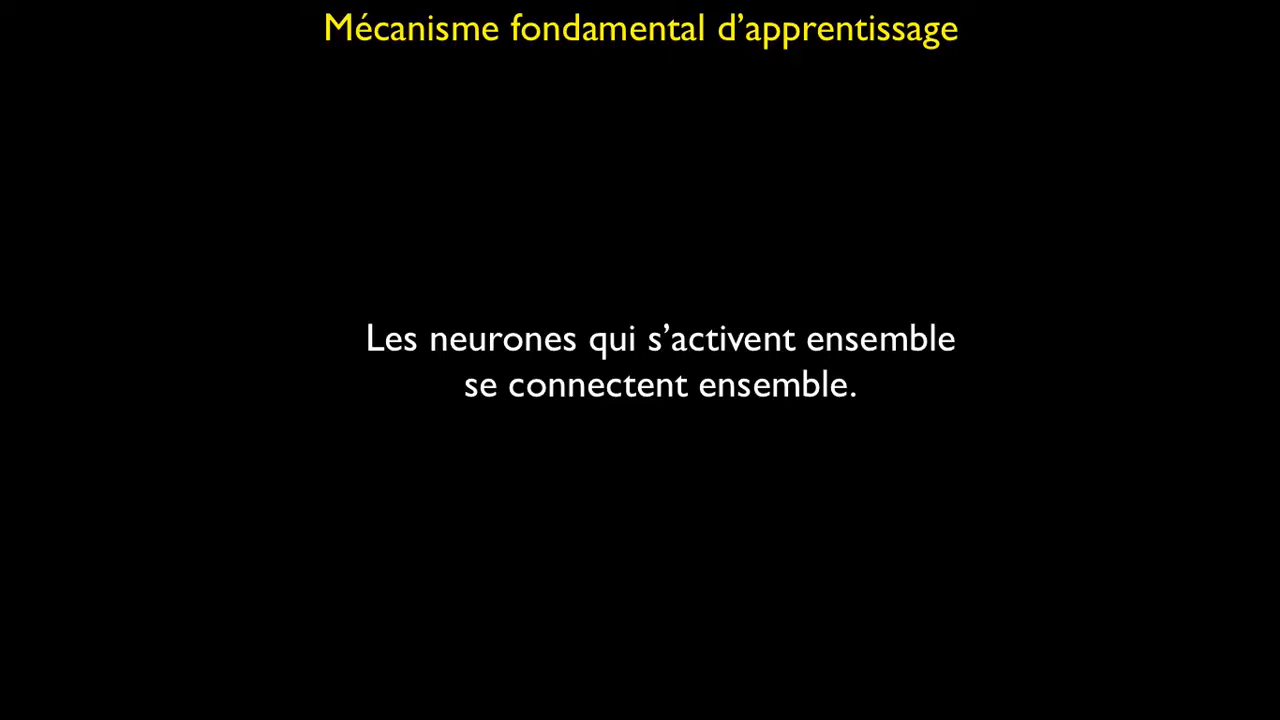 Mécanisme fondamental d’apprentissage
Les neurones qui s’activent ensemble
se connectent ensemble.